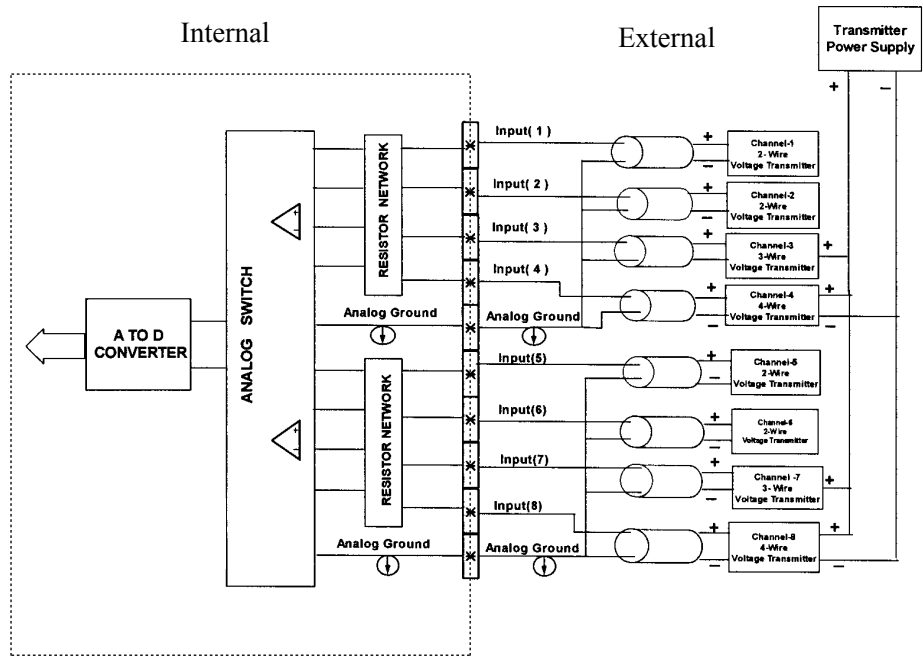 Internal
External
Transmitter
Power Supply
+
–
RESISTOR NETWORK
ANALOG SWITCH
A TO D
CONVERTER
Input( 1 )
+
–
Channel-1
2- Wire
Voltage Transmitter
Input( 2 )
+
–
Channel-2
2-Wire
Voltage Transmitter
Input( 3 )
+
–
Channel-3
3-Wire
Voltage Transmitter
+
Input( 4 )
+
–
Channel-4
4-Wire
Voltage Transmitter
+
–
Analog Ground
Analog Ground
RESISTOR NETWORK
Input(5)
+
–
Channel-5
2-Wire
Voltage Transmitter
Input(6)
+
–
Channel-6
2-Wire
Voltage Transmitter
Input(7)
+
–
Channel -7
3- Wire
Voltage Transmitter
+
Input(8)
+
–
Channel-8
4-Wire
Voltage Transmitter
+
–
Analog Ground
Analog Ground